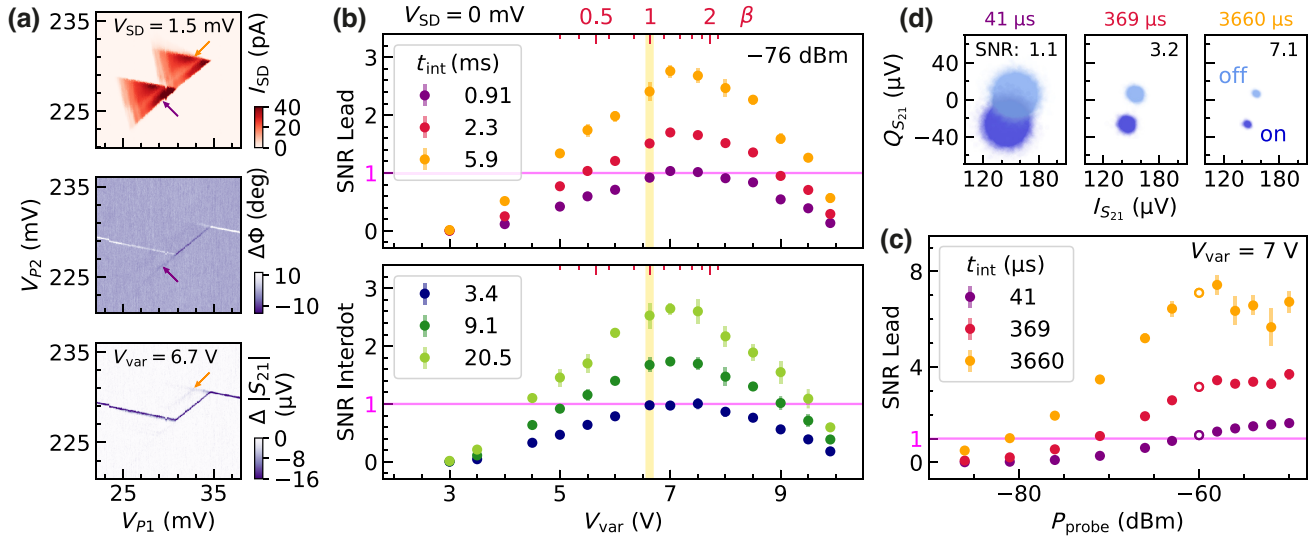 (a)
V_SD = 1.5 mV
235
225
I_SD (pA)
40
20
0
235
225
V_P2 (mV)
ΔΦ (deg)
10
−10
V_var = 6.7 V
235
225
Δ |S_21| (μV)
0
−8
−16
25
35
V_P1 (mV)
(b)
V_SD = 0 mV
0.5 1 2 β
−76 dBm
t_int (ms)
0.91
2.3
5.9
3
2
1
0
SNR Lead
3.4
9.1
20.5
3
2
1
0
SNR Interdot
3 5 7 9
V_var (V)
(d)
41 μs 369 μs 3660 μs
SNR: 1.1 3.2 7.1
40
0
−40
Q_S21 (μV)
off
on
120 180 120 180 120 180
I_S21 (μV)
(c)
V_var = 7 V
t_int (μs)
41
369
3660
8
4
1
0
SNR Lead
−80 −60
P_probe (dBm)